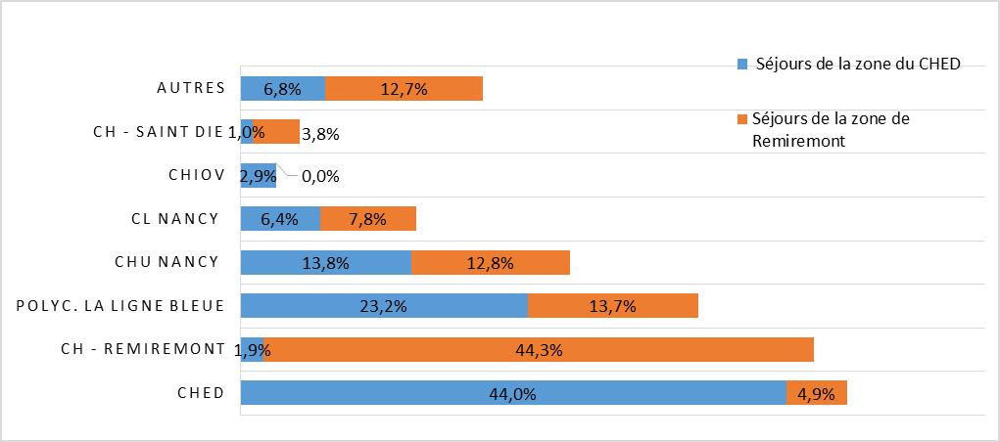 Séjours de la zone du CHED
Séjours de la zone de
Remiremont
AUTRES 6,8% 12,7%
CH - SAINT DIE 1,0% 3,8%
CHIOV 2,9% 0,0%
CL NANCY 6,4% 7,8%
CHU NANCY 13,8% 12,8%
POLYC. LA LIGNE BLEUE 23,2% 13,7%
CH - REMIREMONT 1,9% 44,3%
CHED 44,0% 4,9%